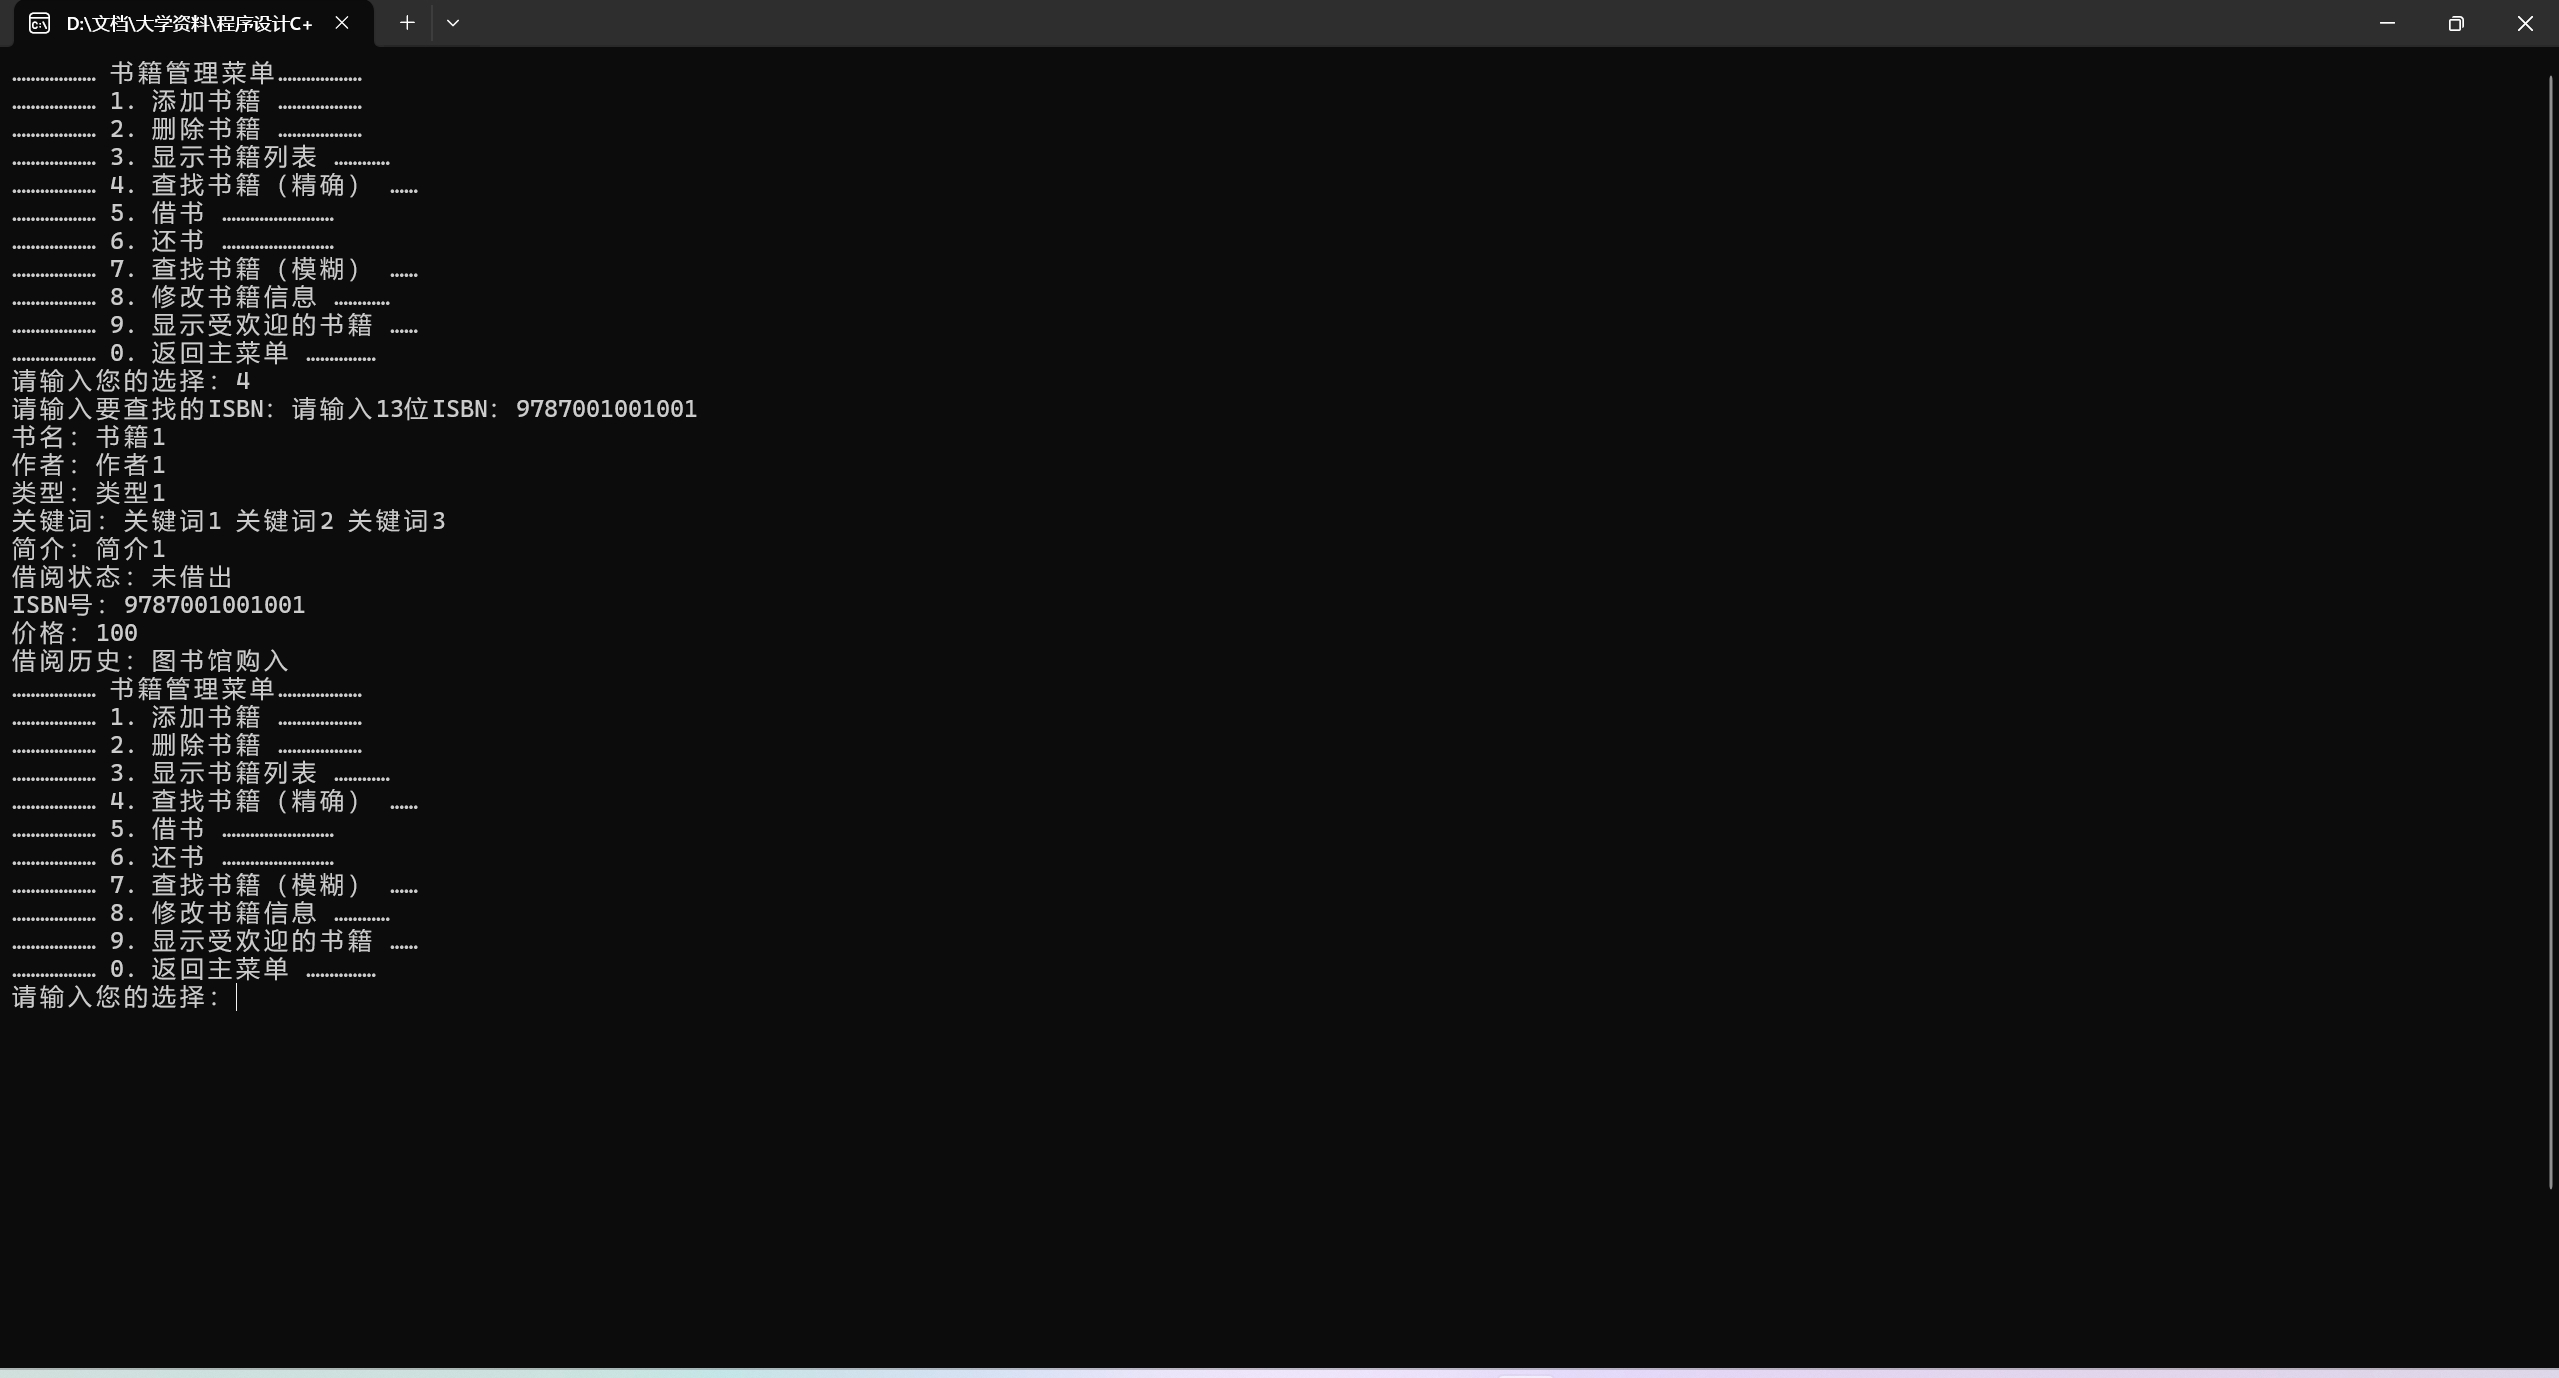 D:\文档\大学资料\程序设计C+
……………… 书籍管理菜单………………
……………… 1. 添加书籍 ………………
……………… 2. 删除书籍 ………………
……………… 3. 显示书籍列表 …………
……………… 4. 查找书籍（精确） ……
……………… 5. 借书 ……………………
……………… 6. 还书 ……………………
……………… 7. 查找书籍（模糊） ……
……………… 8. 修改书籍信息 …………
……………… 9. 显示受欢迎的书籍 ……
……………… 0. 返回主菜单 ……………
请输入您的选择：4
请输入要查找的ISBN：请输入13位ISBN：9787001001001
书名：书籍1
作者：作者1
类型：类型1
关键词：关键词1 关键词2 关键词3
简介：简介1
借阅状态：未借出
ISBN号：9787001001001
价格：100
借阅历史：图书馆购入
……………… 书籍管理菜单………………
……………… 1. 添加书籍 ………………
……………… 2. 删除书籍 ………………
……………… 3. 显示书籍列表 …………
……………… 4. 查找书籍（精确） ……
……………… 5. 借书 ……………………
……………… 6. 还书 ……………………
……………… 7. 查找书籍（模糊） ……
……………… 8. 修改书籍信息 …………
……………… 9. 显示受欢迎的书籍 ……
……………… 0. 返回主菜单 ……………
请输入您的选择：